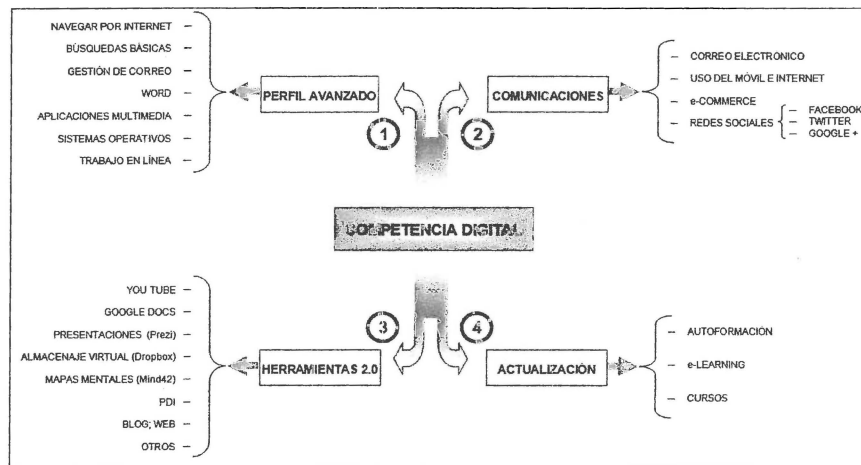 NAVEGAR POR INTERNET –
BÚSQUEDAS BÁSICAS –
GESTIÓN DE CORREO –
WORD –
APLICACIONES MULTIMEDIA –
SISTEMAS OPERATIVOS –
TRABAJO EN LÍNEA –
PERFIL AVANZADO
1
2
COMUNICACIONES
– CORREO ELECTRONICO
– USO DEL MÓVIL E INTERNET
– e-COMMERCE
– REDES SOCIALES
– FACEBOOK
– TWITTER
– GOOGLE +
COMPETENCIA DIGITAL
YOU TUBE –
GOOGLE DOCS –
PRESENTACIONES (Prezi) –
ALMACENAJE VIRTUAL (Dropbox) –
MAPAS MENTALES (Mind42) –
PDI –
BLOG; WEB –
OTROS –
HERRAMIENTAS 2.0
3
4
ACTUALIZACIÓN
– AUTOFORMACIÓN
– e-LEARNING
– CURSOS